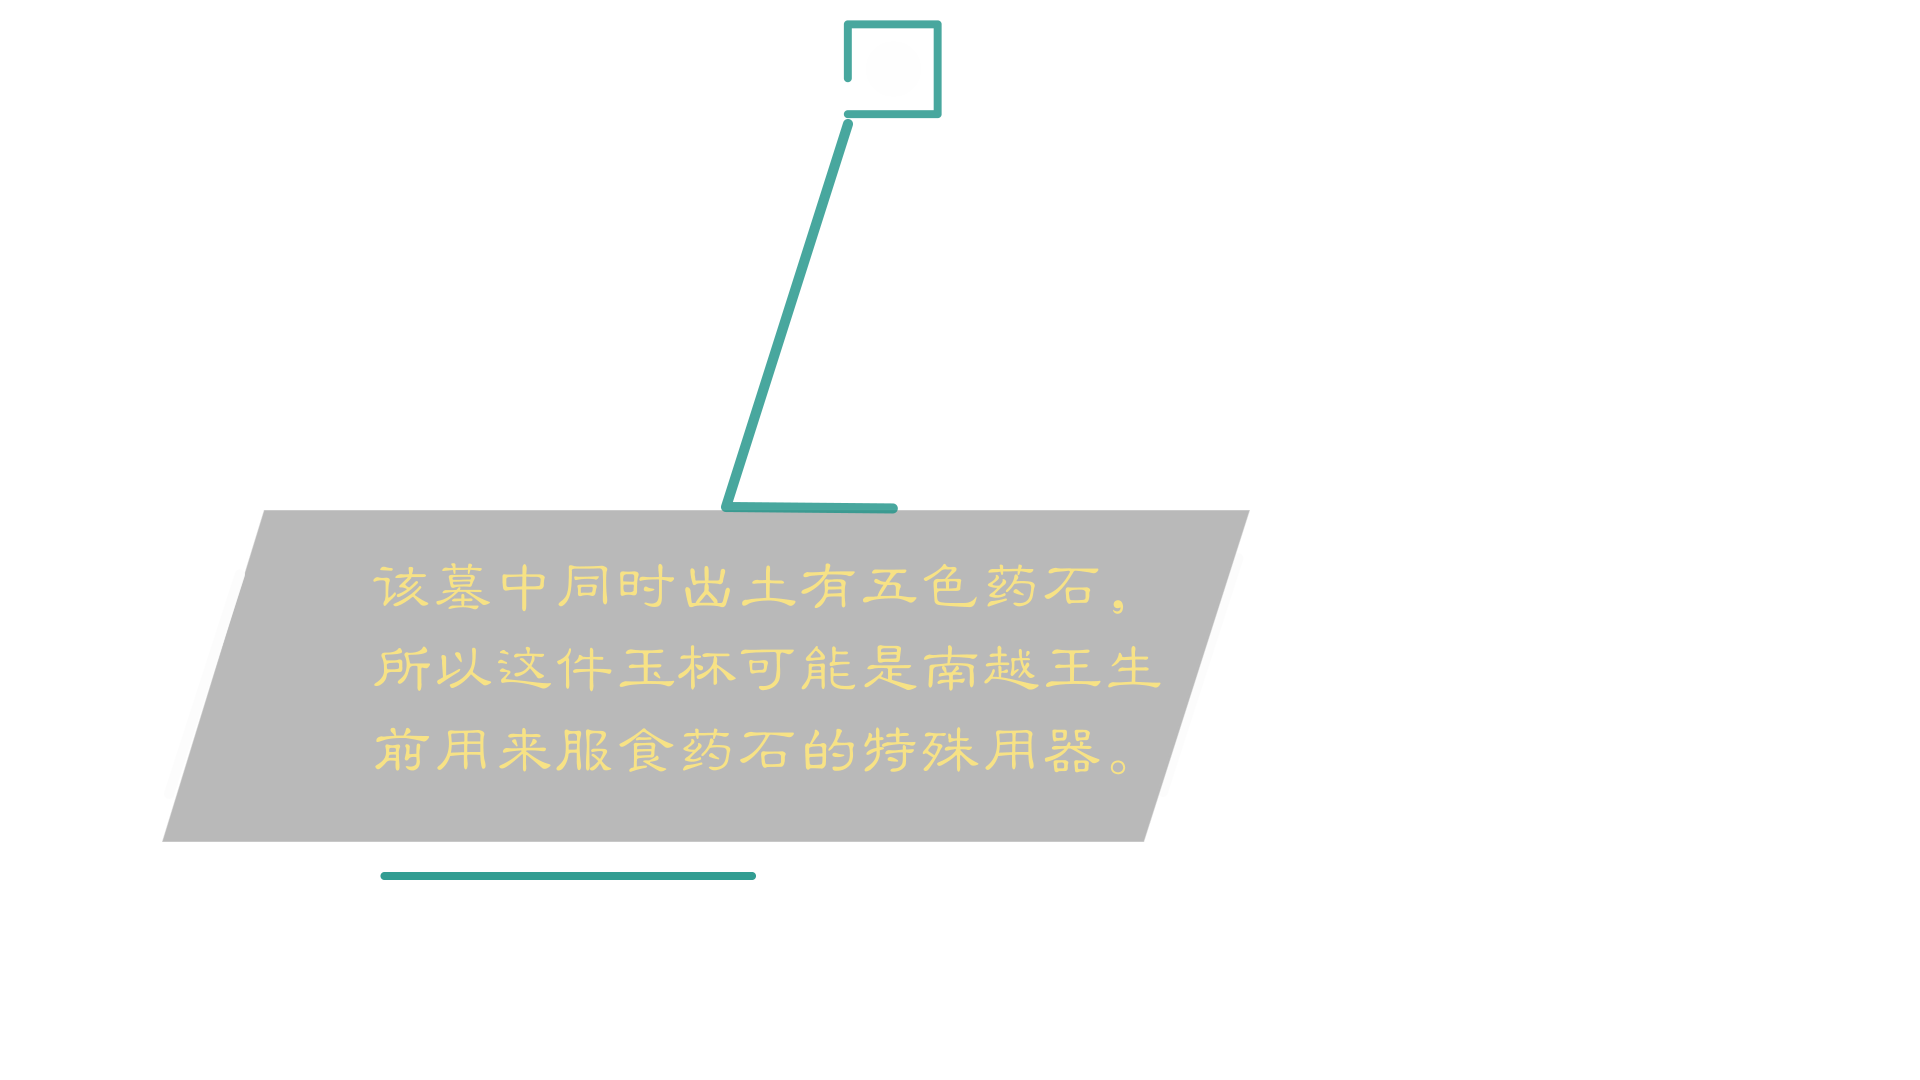 该墓中同时出土有五色药石，
所以这件玉杯可能是南越王生
前用来服食药石的特殊用器。